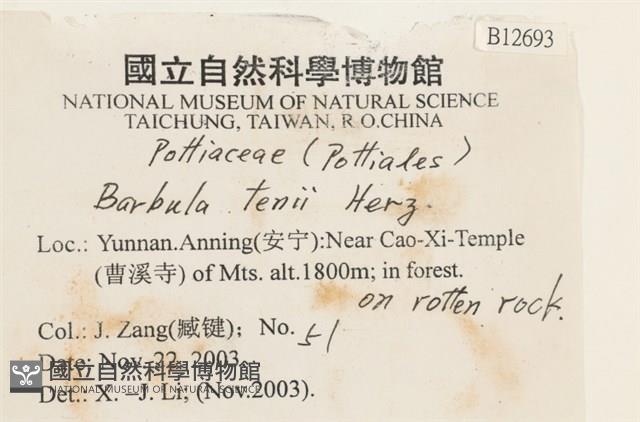 B12693
國立自然科學博物館
NATIONAL MUSEUM OF NATURAL SCIENCE
TAICHUNG, TAIWAN, R.O.CHINA
Pottiaceae (Pottiales)
Barbula tenii Herz.
Loc.: Yunnan.Anning(安宁):Near Cao-Xi-Temple
(曹溪寺) of Mts. alt.1800m; in forest.
on rotten rock.
Col.: J. Zang(臧键); No. 51
Date: Nov. 22, 2003
國立自然科學博物館
NATIONAL MUSEUM OF NATURAL SCIENCE
Det.: X. –J. Li, (Nov.2003).